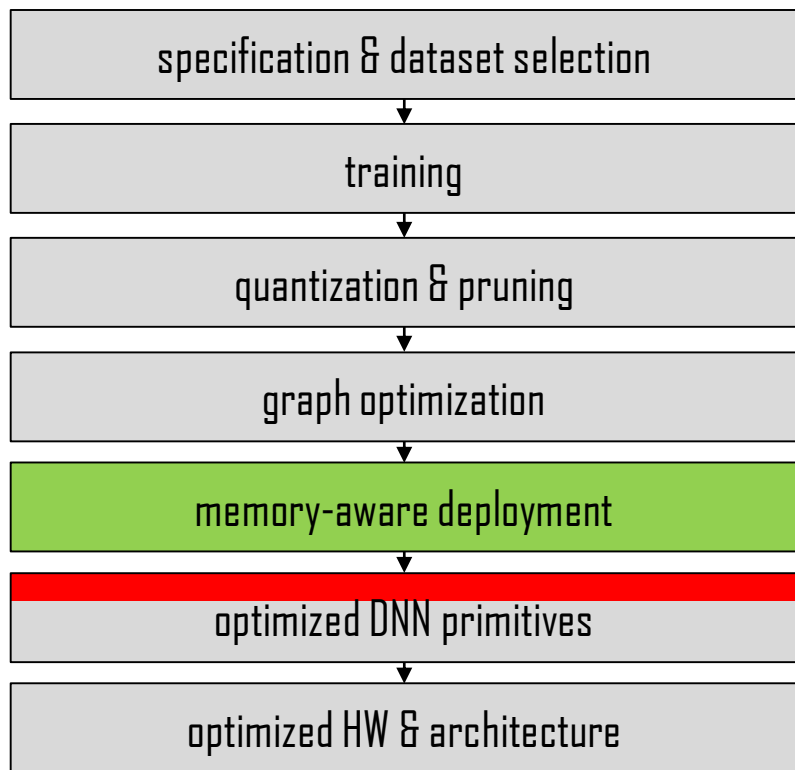 specification & dataset selection
training
quantization & pruning
graph optimization
memory-aware deployment
optimized DNN primitives
optimized HW & architecture